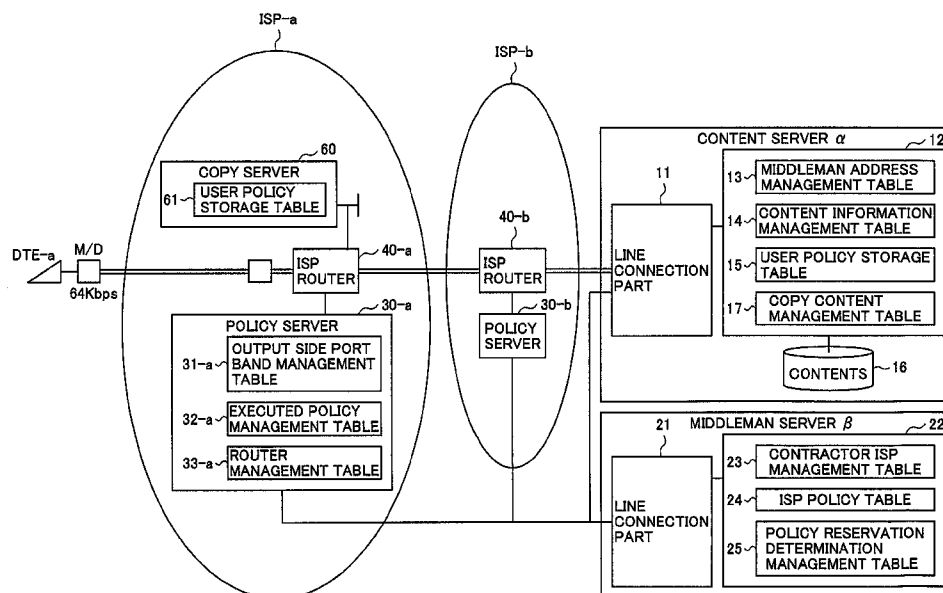 ISP-a
ISP-b
60
COPY SERVER
61
USER POLICY
STORAGE TABLE
DTE-a
M/D
64Kbps
40-a
ISP
ROUTER
30-a
POLICY SERVER
31-a
OUTPUT SIDE PORT
BAND MANAGEMENT
TABLE
32-a
EXECUTED POLICY
MANAGEMENT TABLE
33-a
ROUTER
MANAGEMENT TABLE
40-b
ISP
ROUTER
30-b
POLICY
SERVER
CONTENT SERVER α
12
11
LINE
CONNECTION
PART
13
MIDDLEMAN ADDRESS
MANAGEMENT TABLE
14
CONTENT INFORMATION
MANAGEMENT TABLE
15
USER POLICY STORAGE
TABLE
17
COPY CONTENT
MANAGEMENT TABLE
CONTENTS
16
MIDDLEMAN SERVER β
22
21
LINE
CONNECTION
PART
23
CONTRACTOR ISP
MANAGEMENT TABLE
24
ISP POLICY TABLE
25
POLICY RESERVATION
DETERMINATION
MANAGEMENT TABLE